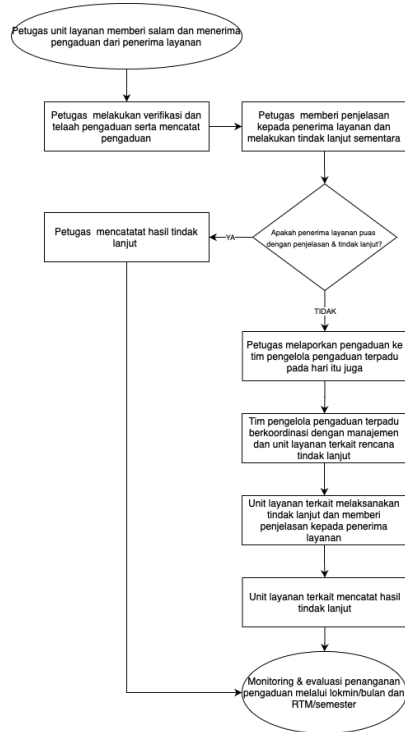 Petugas unit layanan memberi salam dan menerima
pengaduan dari penerima layanan
Petugas melakukan verifikasi dan
telaah pengaduan serta mencatat
pengaduan
Petugas memberi penjelasan
kepada penerima layanan dan
melakukan tindak lanjut sementara
Apakah penerima layanan puas
dengan penjelasan & tindak lanjut?
YA
Petugas mencatatat hasil tindak
lanjut
TIDAK
Petugas melaporkan pengaduan ke
tim pengelola pengaduan terpadu
pada hari itu juga
Tim pengelola pengaduan terpadu
berkoordinasi dengan manajemen
dan unit layanan terkait rencana
tindak lanjut
Unit layanan terkait melaksanakan
tindak lanjut dan memberi
penjelasan kepada penerima
layanan
Unit layanan terkait mencatat hasil
tindak lanjut
Monitoring & evaluasi penanganan
pengaduan melalui lokmin/bulan dan
RTM/semester